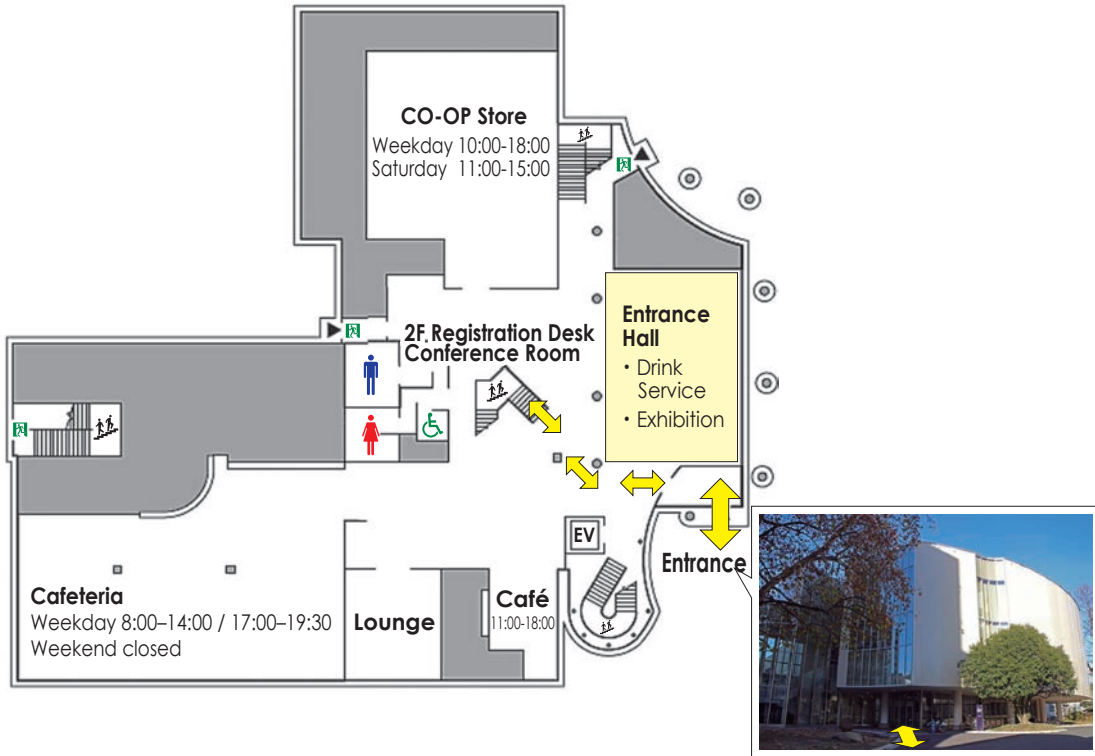 CO-OP Store
Weekday 10:00-18:00
Saturday 11:00-15:00
2F. Registration Desk
Conference Room
Entrance
Hall
・Drink
Service
・Exhibition
EV
Entrance
Cafeteria
Weekday 8:00–14:00 / 17:00–19:30
Weekend closed
Lounge
Café
11:00-18:00